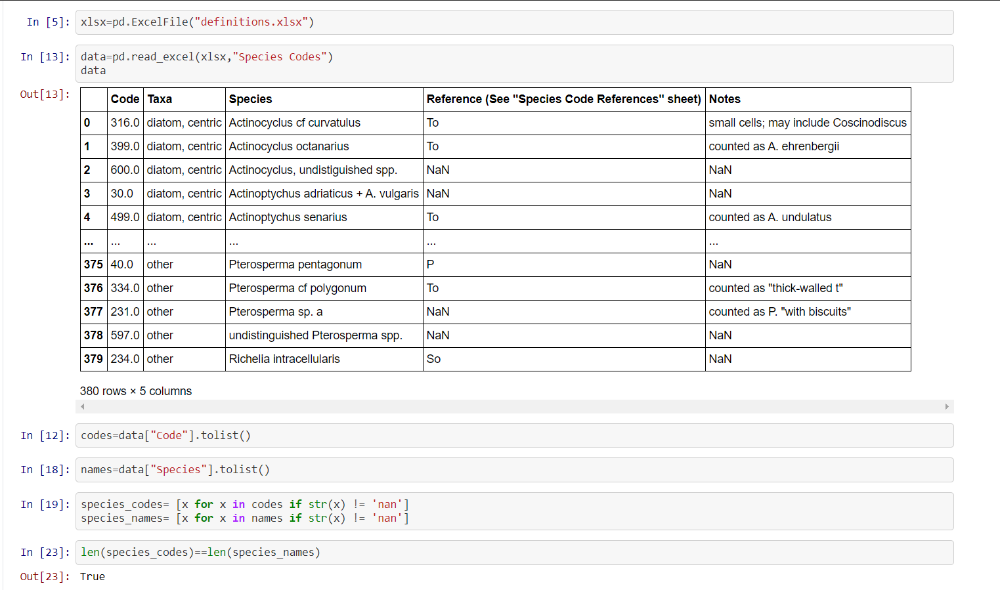 In [5]: xlsx=pd.ExcelFile("definitions.xlsx")
In [13]: data=pd.read_excel(xlsx,"Species Codes")
data
Out[13]:
Code Taxa Species Reference (See "Species Code References" sheet) Notes
0 316.0 diatom, centric Actinocyclus cf curvatulus To small cells; may include Coscinodiscus
1 399.0 diatom, centric Actinocyclus octanarius To counted as A. ehrenbergii
2 600.0 diatom, centric Actinocyclus, undistiguished spp. NaN NaN
3 30.0 diatom, centric Actinoptychus adriaticus + A. vulgaris NaN NaN
4 499.0 diatom, centric Actinoptychus senarius To counted as A. undulatus
... ... ... ... ... ...
375 40.0 other Pterosperma pentagonum P NaN
376 334.0 other Pterosperma cf polygonum To counted as "thick-walled t"
377 231.0 other Pterosperma sp. a NaN counted as P. "with biscuits"
378 597.0 other undistinguished Pterosperma spp. NaN NaN
379 234.0 other Richelia intracellularis So NaN
380 rows × 5 columns
In [12]: codes=data["Code"].tolist()
In [18]: names=data["Species"].tolist()
In [19]: species_codes= [x for x in codes if str(x) != 'nan']
species_names= [x for x in names if str(x) != 'nan']
In [23]: len(species_codes)==len(species_names)
Out[23]: True